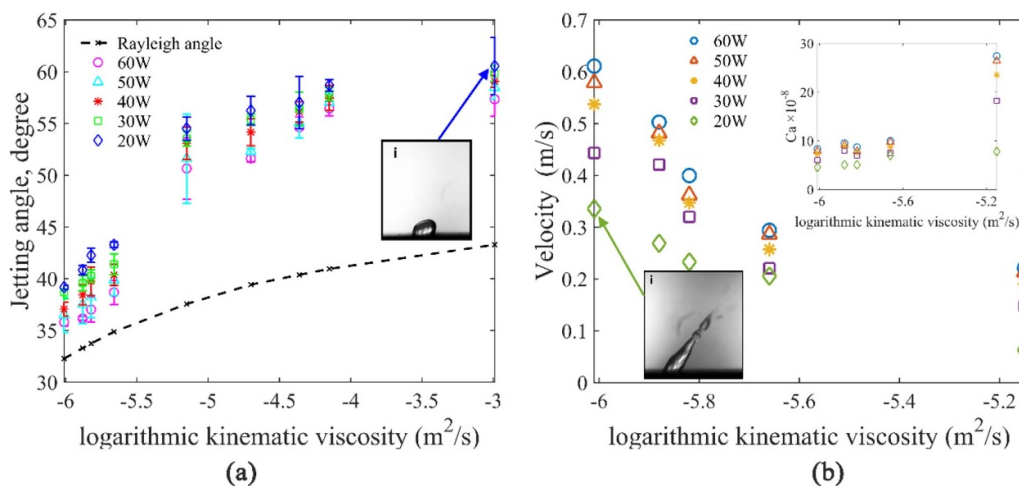 65
60
55
50
45
40
35
30
Jetting angle, degree
Rayleigh angle
60W
50W
40W
30W
20W
i
-6
-5.5
-5
-4.5
-4
-3.5
-3
logarithmic kinematic viscosity (m²/s)
(a)
0.7
0.6
0.5
0.4
0.3
0.2
0.1
0
Velocity (m/s)
60W
50W
40W
30W
20W
30
20
10
0
Ca ×10⁻⁸
-6
-5.6
-5.2
logarithmic kinematic viscosity (m²/s)
i
-6
-5.8
-5.6
-5.4
-5.2
logarithmic kinematic viscosity (m²/s)
(b)